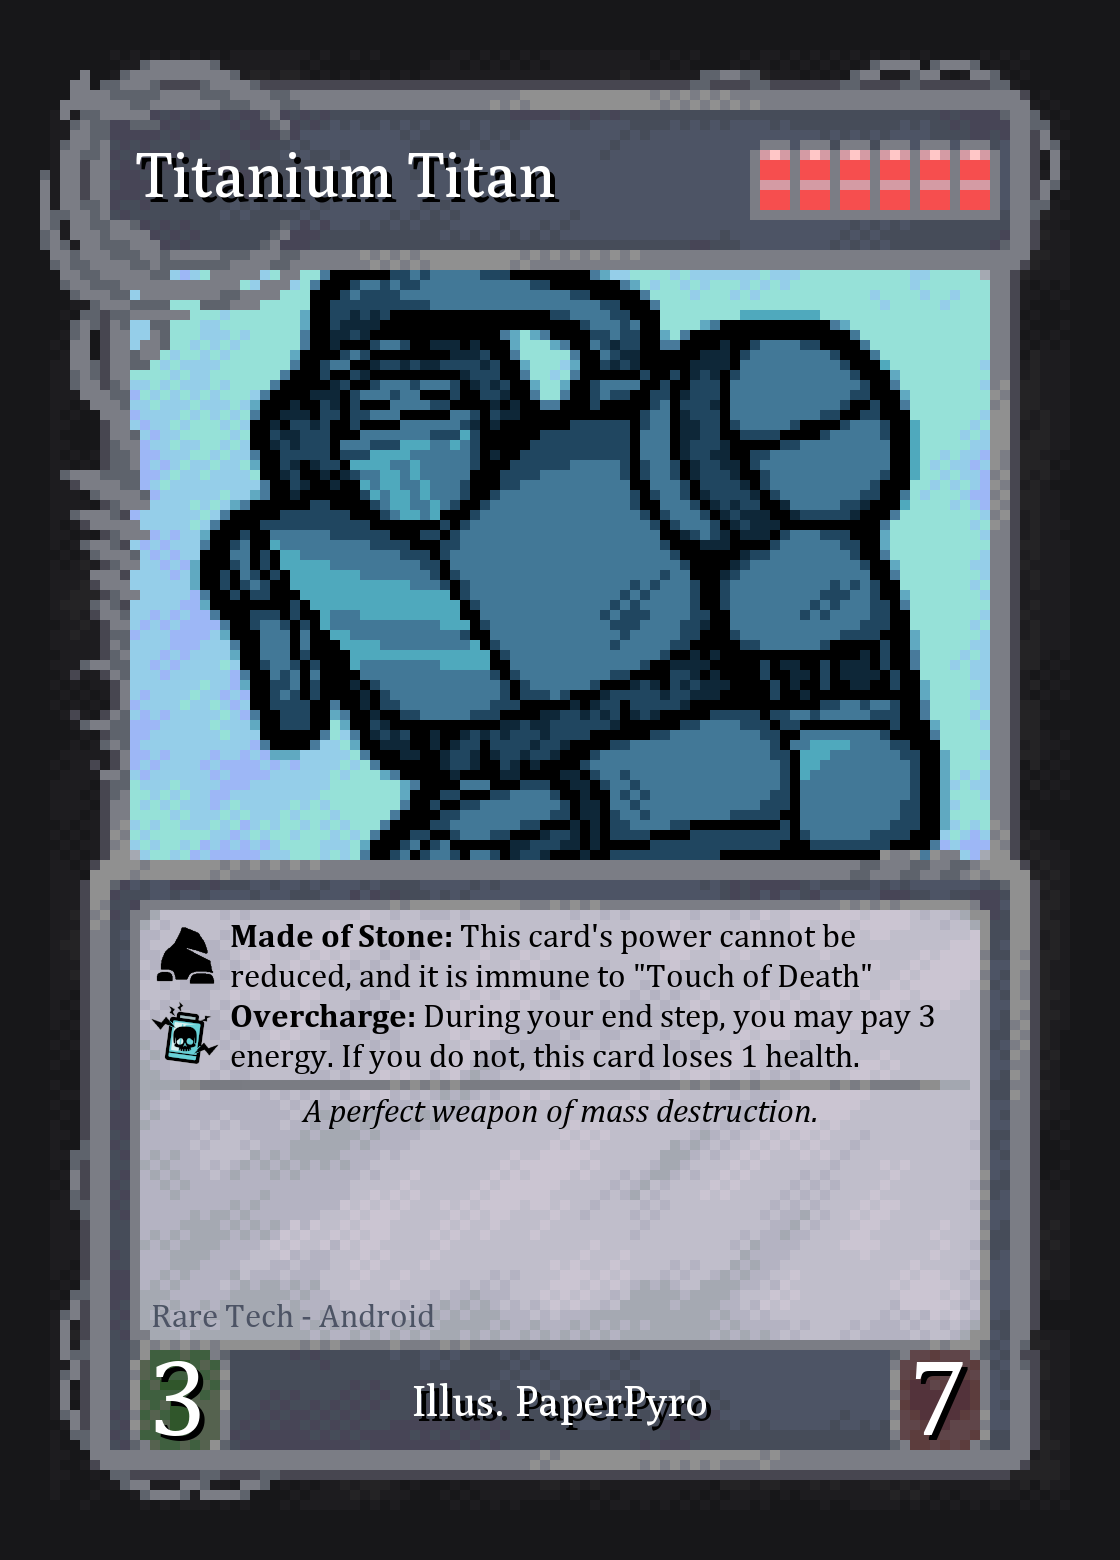 Titanium Titan
Made of Stone: This card's power cannot be
reduced, and it is immune to "Touch of Death"
Overcharge: During your end step, you may pay 3
energy. If you do not, this card loses 1 health.
A perfect weapon of mass destruction.
Rare Tech - Android
3
Illus. PaperPyro
7